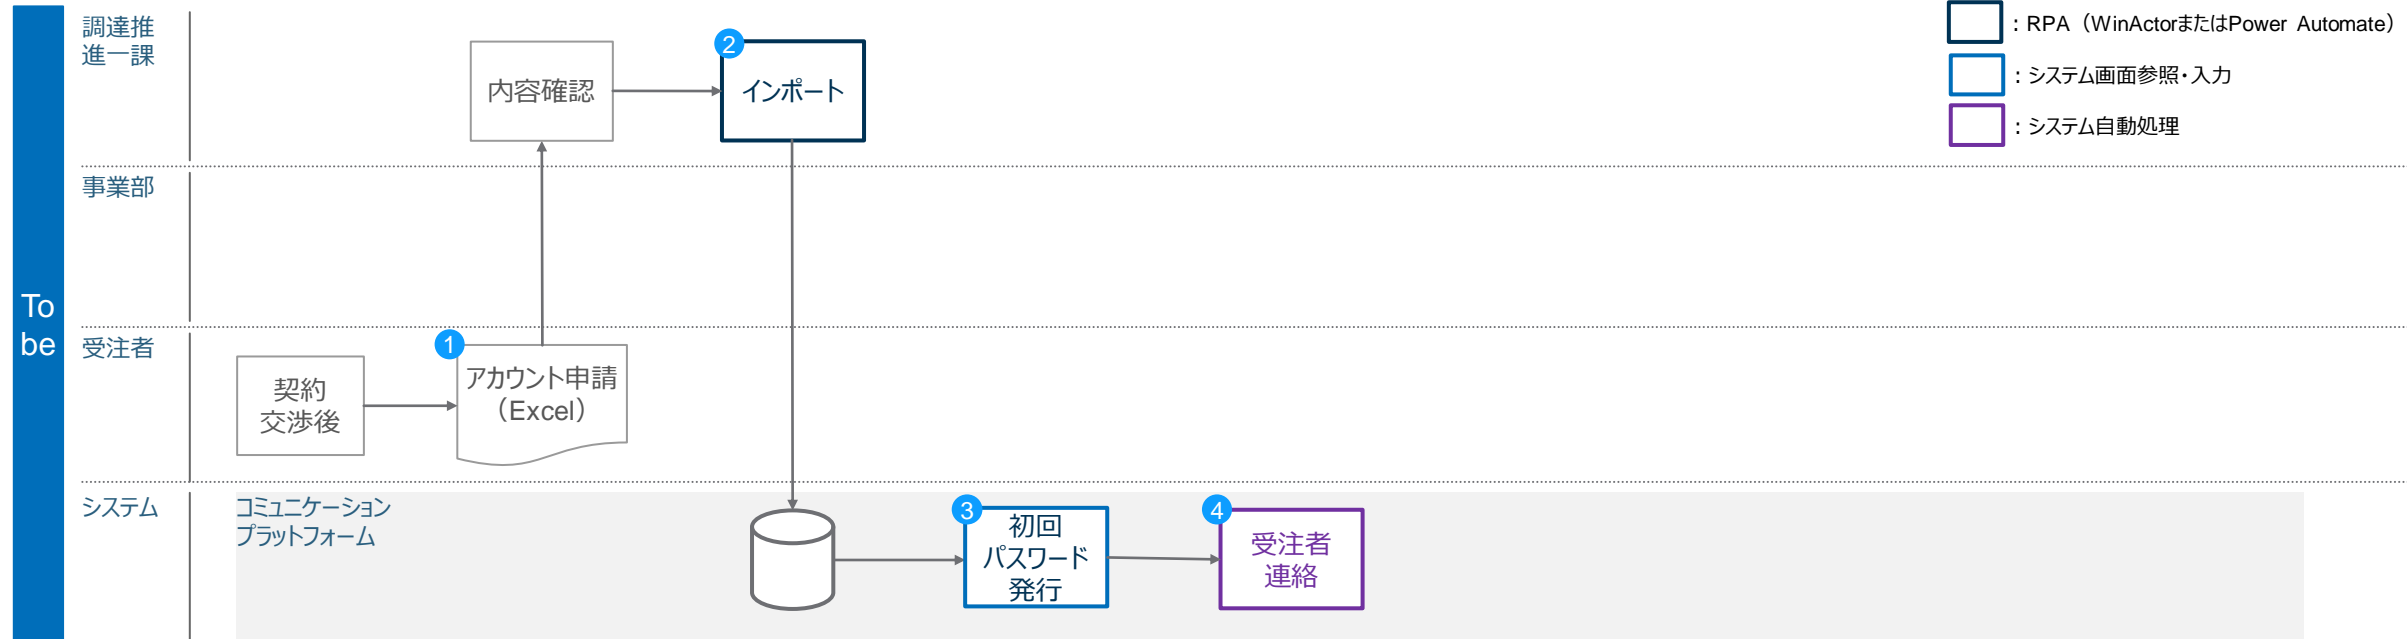 To
be
調達推
進一課
内容確認
2
インポート
：RPA（WinActorまたはPower Automate）
：システム画面参照・入力
：システム自動処理
事業部
受注者
契約
交渉後
1
アカウント申請
（Excel）
システム
コミュニケーション
プラットフォーム
3
初回
パスワード
発行
4
受注者
連絡